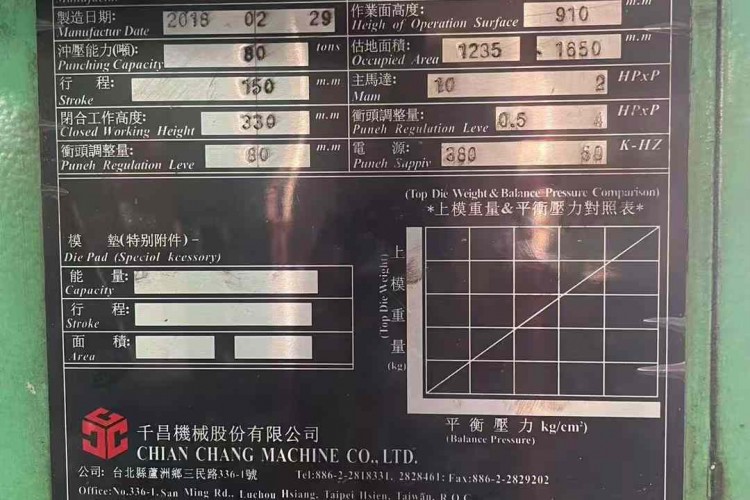 製造日期: 2018 02 29 作業面高度: 910 m.m
Manufactur Date Heigh of Operation Surface
沖壓能力(噸): 80 tons 佔地面積: 1235 1650 m.m
Punching Capacity Occupied Area
行 程: 150 m.m 主馬達: 10 2 HPxP
Stroke Mam
閉合工作高度: 330 m.m 衝頭調整量: 0.5 4 HPxP
Closed Working Height Puneh Regulation Leve
衝頭調整量: 80 m.m 電 源: 380 50 K-HZ
Puneh Regulation Leve Puneh Sappiy
(Top Die Weight & Balance Pressure Comparison)
*上模重量&平衡壓力對照表*
模 墊(特別附件)-
Die Pad (Speciol kcessory)
能 量:
Capacity
行 程:
Stroke
面 積:
Area
上模重量
(Top Die Weight)
(kg)
平衡壓力 kg/cm²)
(Balance Pressure)
千昌機械股份有限公司
CHIAN CHANG MACHINE CO., LTD.
公司: 台北縣蘆洲鄉三民路336-1號 Tel:886-2-2818331, 2828461: Fax:886-2-2829202
Office:No.336-1. San Ming Rd., Luchou Hsiang, Taipei Hsien, Taiwan, R.O.C